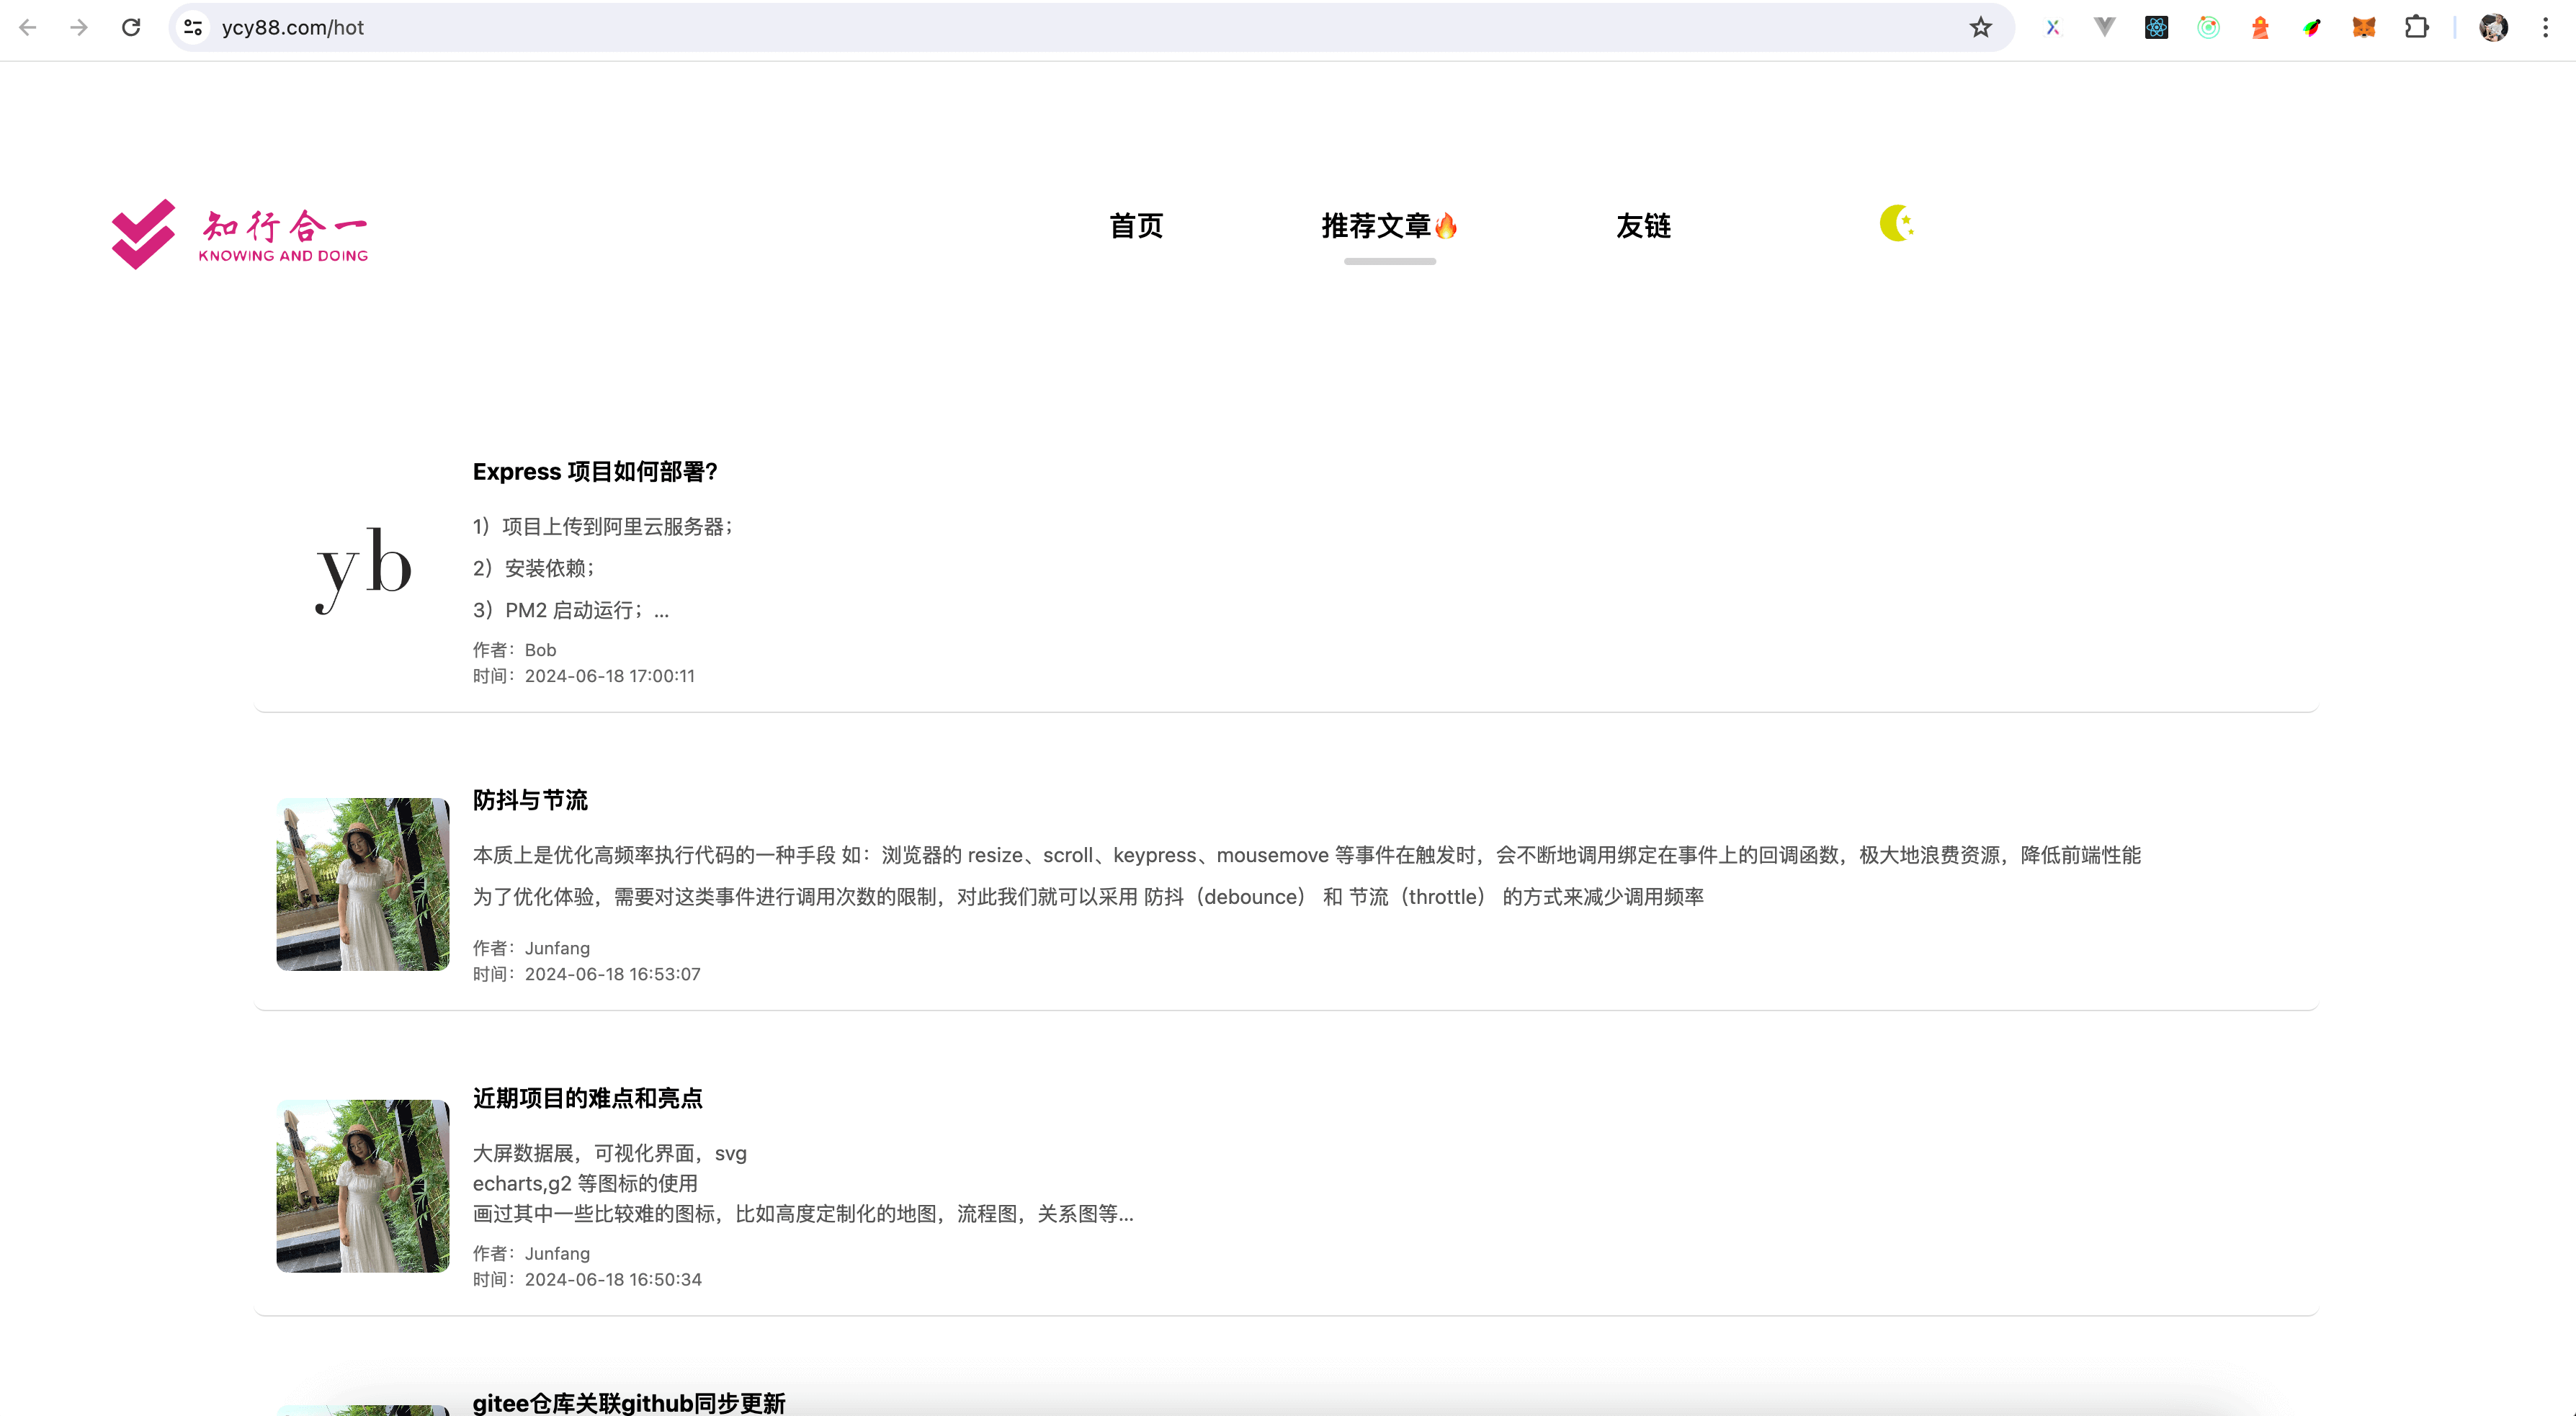 ycy88.com/hot
知行合一
KNOWING AND DOING
首页
推荐文章🔥
友链
Express 项目如何部署?
yb
1）项目上传到阿里云服务器；
2）安装依赖；
3）PM2 启动运行；...
作者：Bob
时间：2024-06-18 17:00:11
防抖与节流
本质上是优化高频率执行代码的一种手段 如：浏览器的 resize、scroll、keypress、mousemove 等事件在触发时，会不断地调用绑定在事件上的回调函数，极大地浪费资源，降低前端性能
为了优化体验，需要对这类事件进行调用次数的限制，对此我们就可以采用 防抖（debounce） 和 节流（throttle） 的方式来减少调用频率
作者：Junfang
时间：2024-06-18 16:53:07
近期项目的难点和亮点
大屏数据展，可视化界面，svg
echarts,g2 等图标的使用
画过其中一些比较难的图标，比如高度定制化的地图，流程图，关系图等...
作者：Junfang
时间：2024-06-18 16:50:34
gitee仓库关联github同步更新